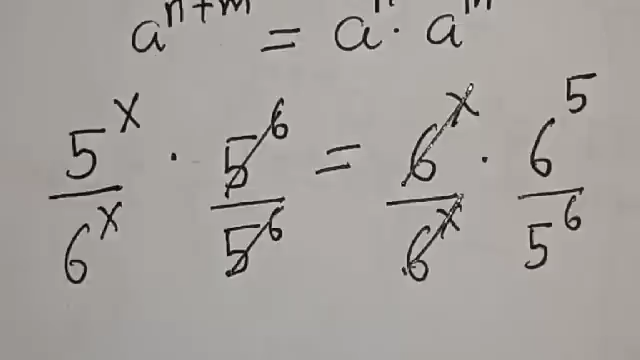 a^{n+m} = a^n · a^m
5^x/6^x · 5^6/5^6 = 6^x/6^x · 6^5/5^6